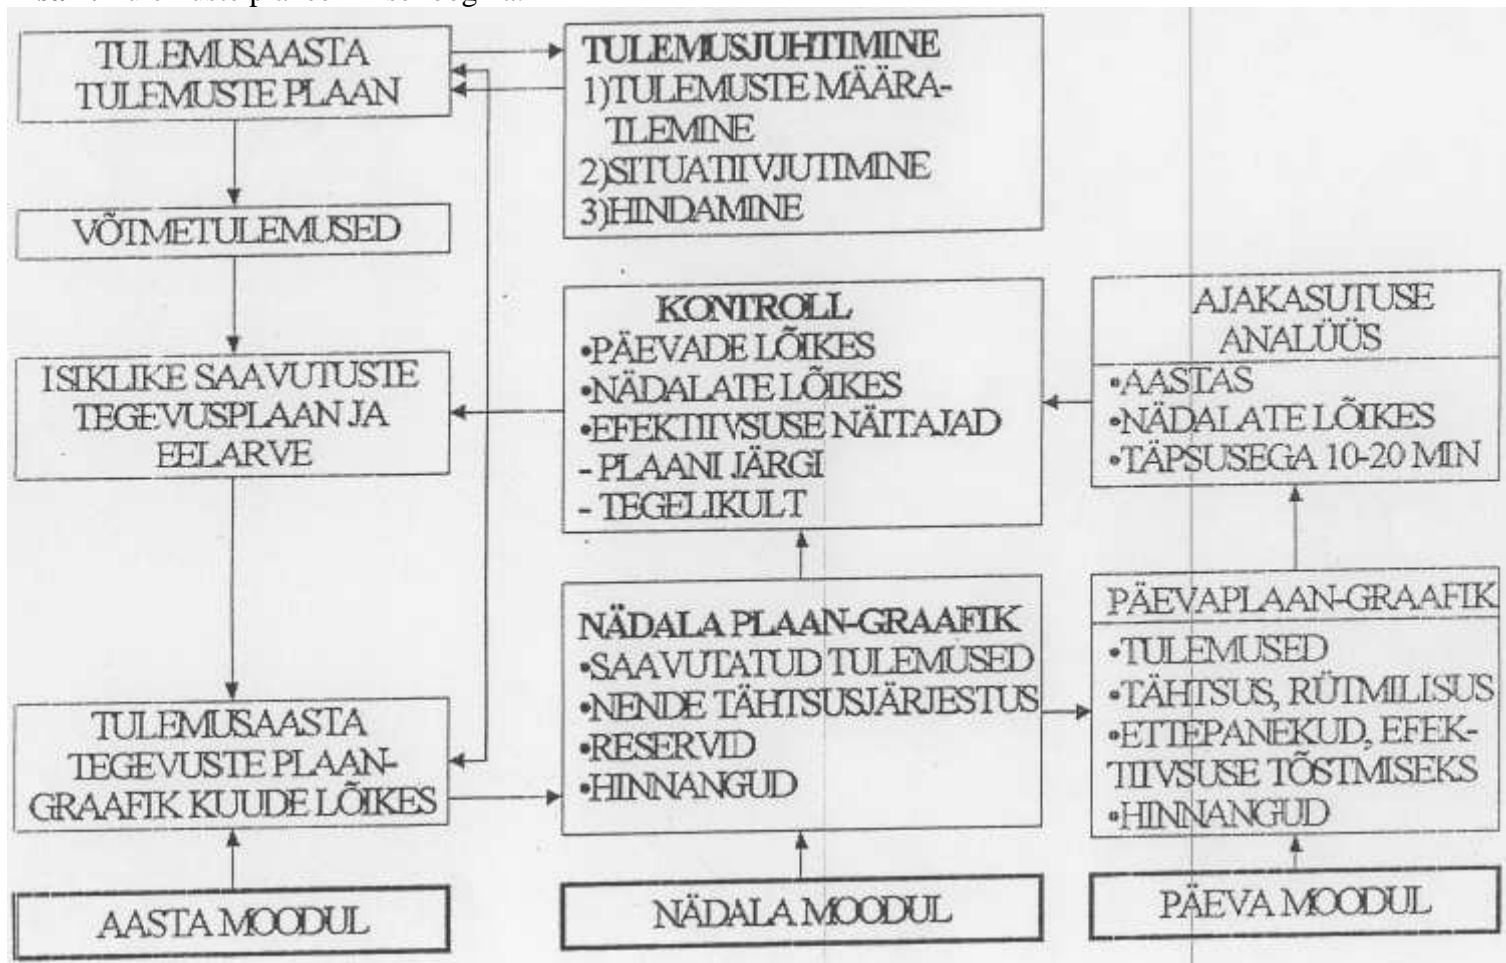 TULEMUSAASTA
TULEMUSTE PLAAN
TULEMUSJUHTIMINE
1)TULEMUSTE MÄÄRA-
TLEMINE
2)SITUATIIVJUTIMINE
3)HINDAMINE
VÕTMETULEMUSED
ISIKLIKE SAAVUTUSTE
TEGEVUSPLAAN JA
EELARVE
KONTROLL
•PÄEVADE LÕIKES
•NÄDALATE LÕIKES
•EFEKTIIVSUSE NÄITAJAD
- PLAANI JÄRGI
- TEGELIKULT
AJAKASUTUSE
ANALÜÜS
•AASTAS
•NÄDALATE LÕIKES
•TÄPSUSEGA 10-20 MIN
TULEMUSAASTA
TEGEVUSTE PLAAN-
GRAAFIK KUUDE LÕIKES
NÄDALA PLAAN-GRAAFIK
•SAAVUTATUD TULEMUSED
•NENDE TÄHTSUSJÄRJESTUS
•RESERVID
•HINNANGUD
PÄEVAPLAAN-GRAAFIK
•TULEMUSED
•TÄHTSUS, RÜTMILISUS
•ETTEPANEKUD, EFEK-
TIIVSUSE TÕSTMISEKS
•HINNANGUD
AASTA MOODUL
NÄDALA MOODUL
PÄEVA MOODUL